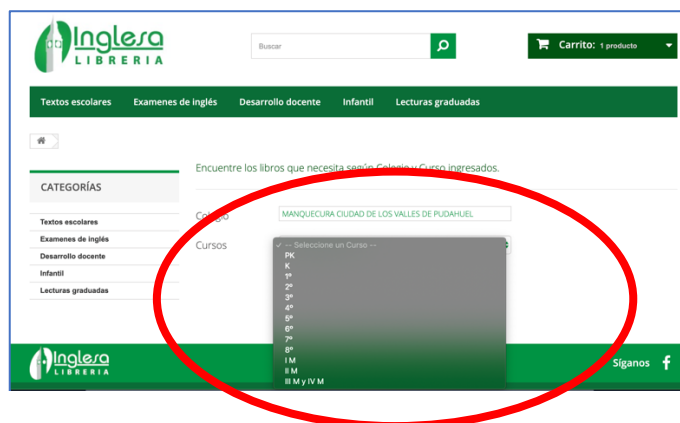 Inglesa
LIBRERIA
Buscar
Carrito: 1 producto
Textos escolares Examenes de inglés Desarrollo docente Infantil Lecturas graduadas
Encuentre los libros que necesita según Colegio y Curso ingresados.
CATEGORÍAS
Textos escolares
Examenes de inglés
Desarrollo docente
Infantil
Lecturas graduadas
Colegio MANQUECURA CIUDAD DE LOS VALLES DE PUDAHUEL
Cursos
✓ -- Seleccione un Curso --
PK
K
1º
2º
3º
4º
5º
6º
7º
8º
I M
II M
III M y IV M
Inglesa
LIBRERIA
Síganos f